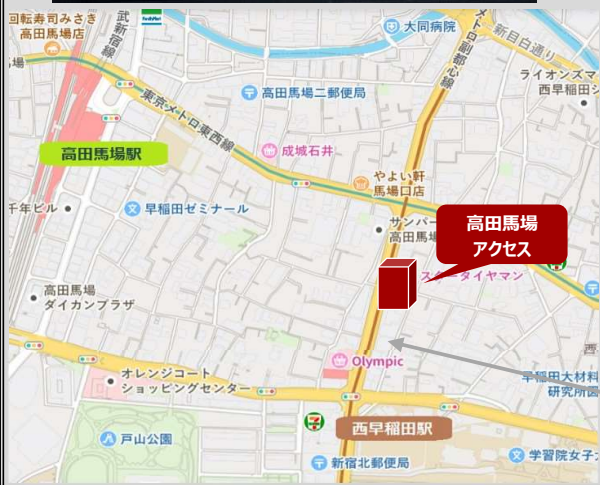 回転寿司みさき
高田馬場店
武新宿線
FamilyMart
大同病院
メトロ副都心線
新目白通り
場
ライオンズマ
西早稲田シ
高田馬場二郵便局
東京メトロ東西線
高田馬場駅
成城石井
やよい軒
馬場口店
千年ビル
早稲田ゼミナール
サンパー
高田馬場
高田馬場
アクセス
スター
タイヤマン
高田馬場
ダイカンプラザ
西
Olympic
早稲田大材料
研究所
オレンジコート
ショッピングセンター
西早稲田駅
戸山公園
新宿北郵便局
学習院女子大